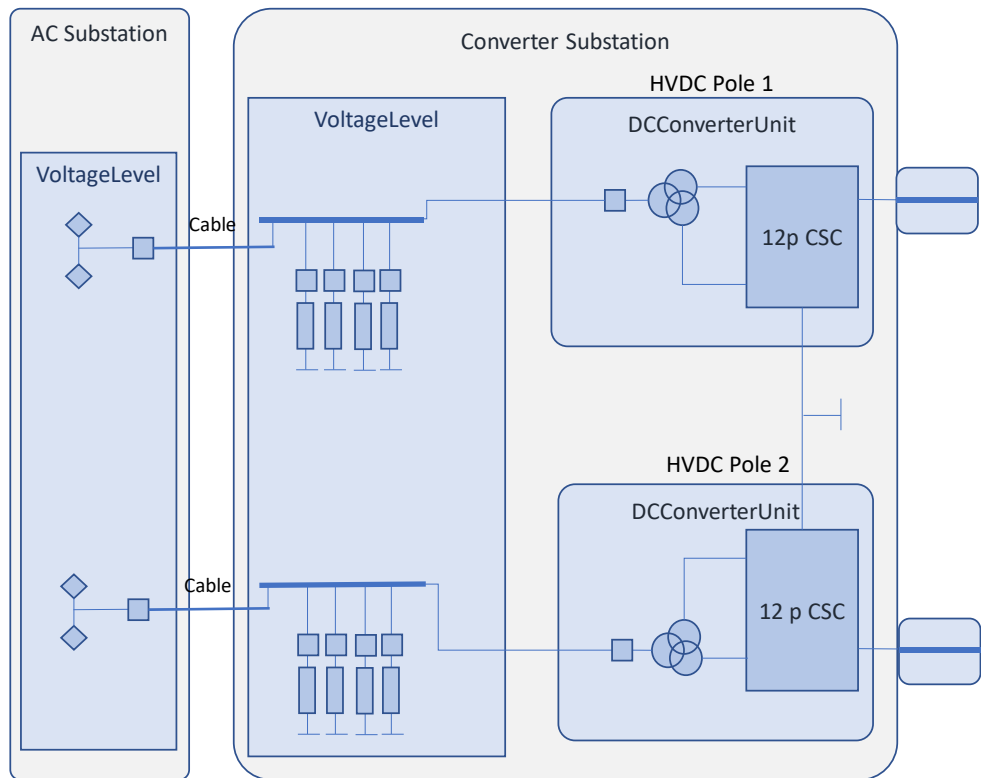 AC Substation
Converter Substation
HVDC Pole 1
VoltageLevel
DCConverterUnit
VoltageLevel
Cable
12p CSC
HVDC Pole 2
DCConverterUnit
Cable
12 p CSC